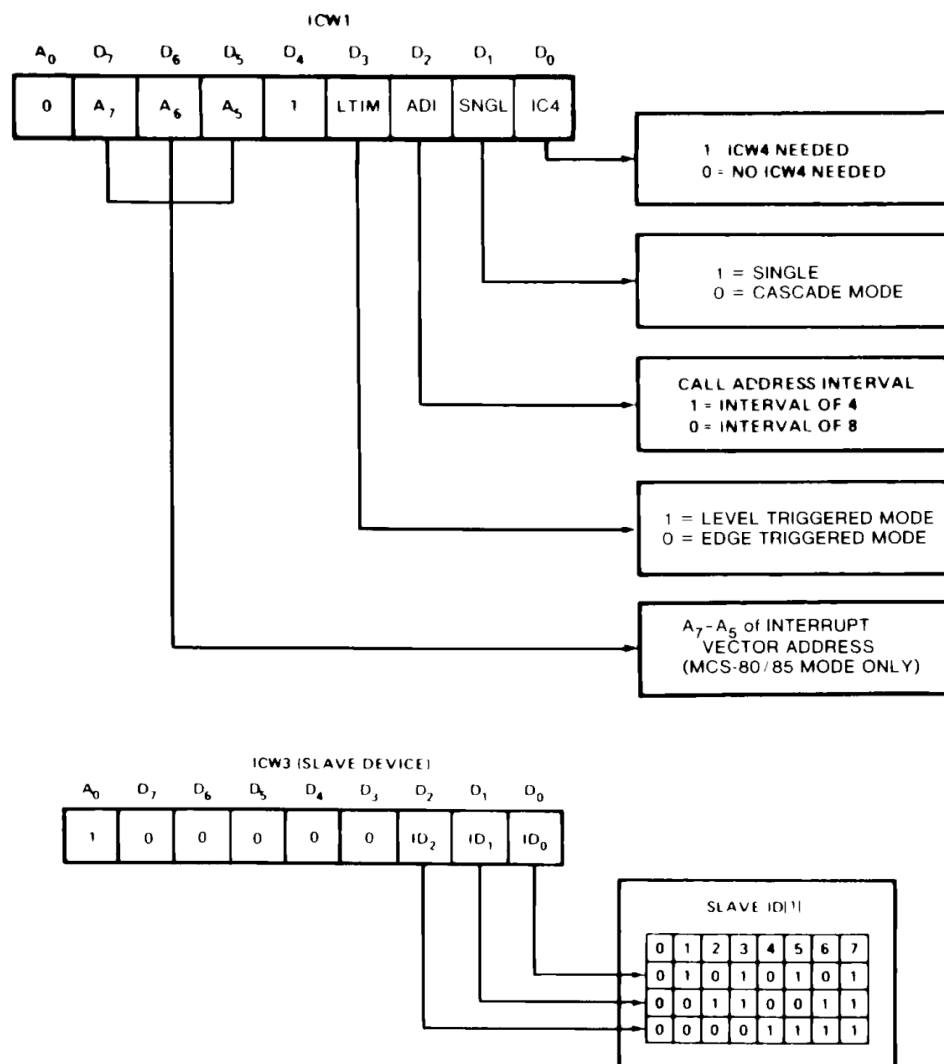 ICW1
A0 D7 D6 D5 D4 D3 D2 D1 D0
0 A7 A6 A5 1 LTIM ADI SNGL IC4
1 ICW4 NEEDED
0 = NO ICW4 NEEDED
1 = SINGLE
0 = CASCADE MODE
CALL ADDRESS INTERVAL
1 = INTERVAL OF 4
0 = INTERVAL OF 8
1 = LEVEL TRIGGERED MODE
0 = EDGE TRIGGERED MODE
A7-A5 of INTERRUPT
VECTOR ADDRESS
(MCS-80/85 MODE ONLY)
ICW3 (SLAVE DEVICE)
A0 D7 D6 D5 D4 D3 D2 D1 D0
1 0 0 0 0 0 ID2 ID1 ID0
SLAVE ID[1]
0 1 2 3 4 5 6 7
0 1 0 1 0 1 0 1
0 0 1 1 0 0 1 1
0 0 0 0 1 1 1 1